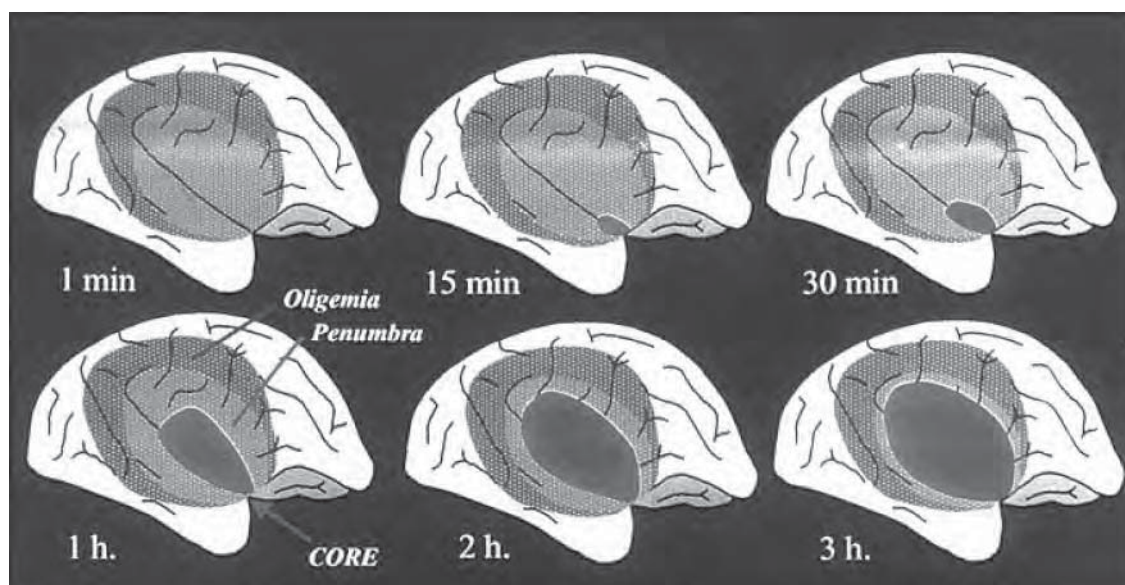 1 min
15 min
30 min
Oligemia
Penumbra
1 h.
CORE
2 h.
3 h.